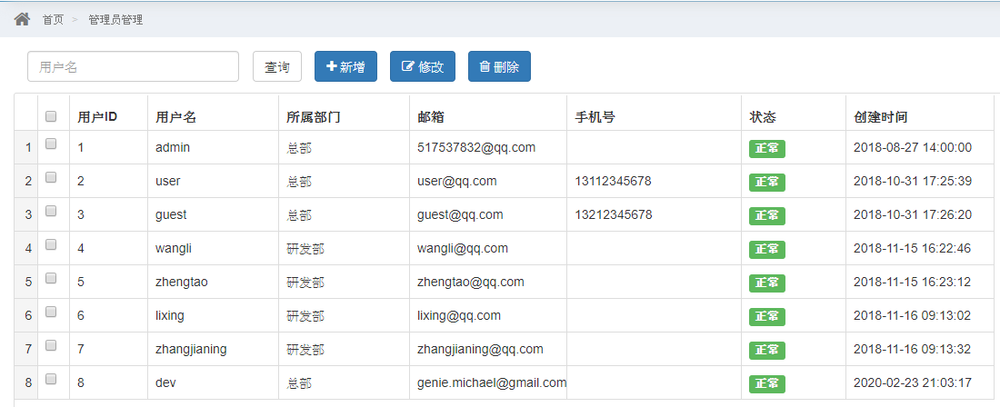 首页 > 管理员管理
用户名 查询 新增 修改 删除
用户ID 用户名 所属部门 邮箱 手机号 状态 创建时间
1 1 admin 总部 517537832@qq.com 正常 2018-08-27 14:00:00
2 2 user 总部 user@qq.com 13112345678 正常 2018-10-31 17:25:39
3 3 guest 总部 guest@qq.com 13212345678 正常 2018-10-31 17:26:20
4 4 wangli 研发部 wangli@qq.com 正常 2018-11-15 16:22:46
5 5 zhengtao 研发部 zhengtao@qq.com 正常 2018-11-15 16:23:12
6 6 lixing 研发部 lixing@qq.com 正常 2018-11-16 09:13:02
7 7 zhangjianing 研发部 zhangjianing@qq.com 正常 2018-11-16 09:13:32
8 8 dev 总部 genie.michael@gmail.com 正常 2020-02-23 21:03:17